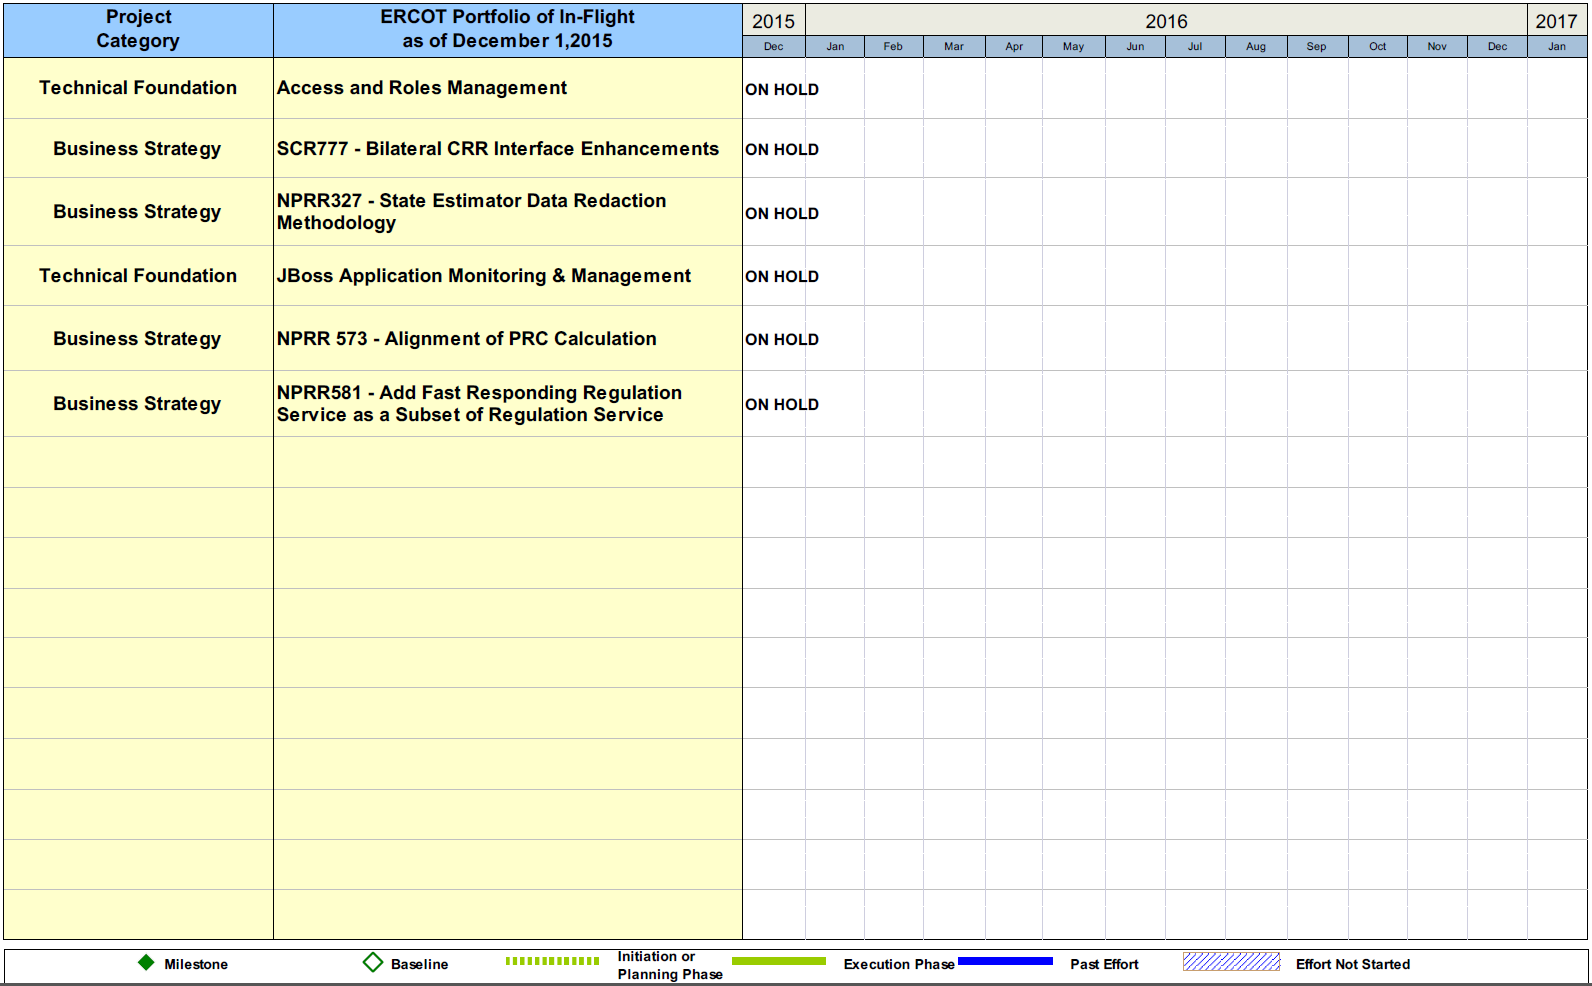 Project
Category
ERCOT Portfolio of In-Flight
as of December 1,2015
2015
2016
2017
Dec
Jan
Feb
Mar
Apr
May
Jun
Jul
Aug
Sep
Oct
Nov
Dec
Jan
Technical Foundation
Access and Roles Management
ON HOLD
Business Strategy
SCR777 - Bilateral CRR Interface Enhancements
ON HOLD
Business Strategy
NPRR327 - State Estimator Data Redaction
Methodology
ON HOLD
Technical Foundation
JBoss Application Monitoring & Management
ON HOLD
Business Strategy
NPRR 573 - Alignment of PRC Calculation
ON HOLD
Business Strategy
NPRR581 - Add Fast Responding Regulation
Service as a Subset of Regulation Service
ON HOLD
Milestone
Baseline
Initiation or
Planning Phase
Execution Phase
Past Effort
Effort Not Started